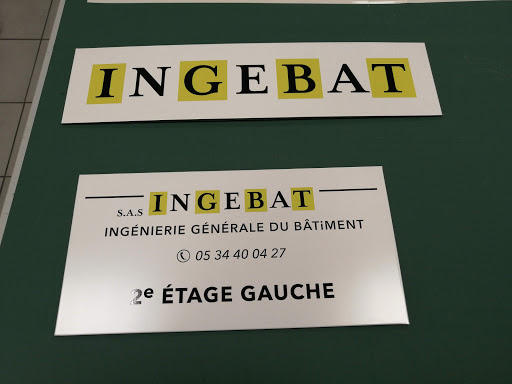 INGEBAT
S.A.S INGEBAT
INGÉNIERIE GÉNÉRALE DU BÂTiMENT
✆ 05 34 40 04 27
2e ÉTAGE GAUCHE